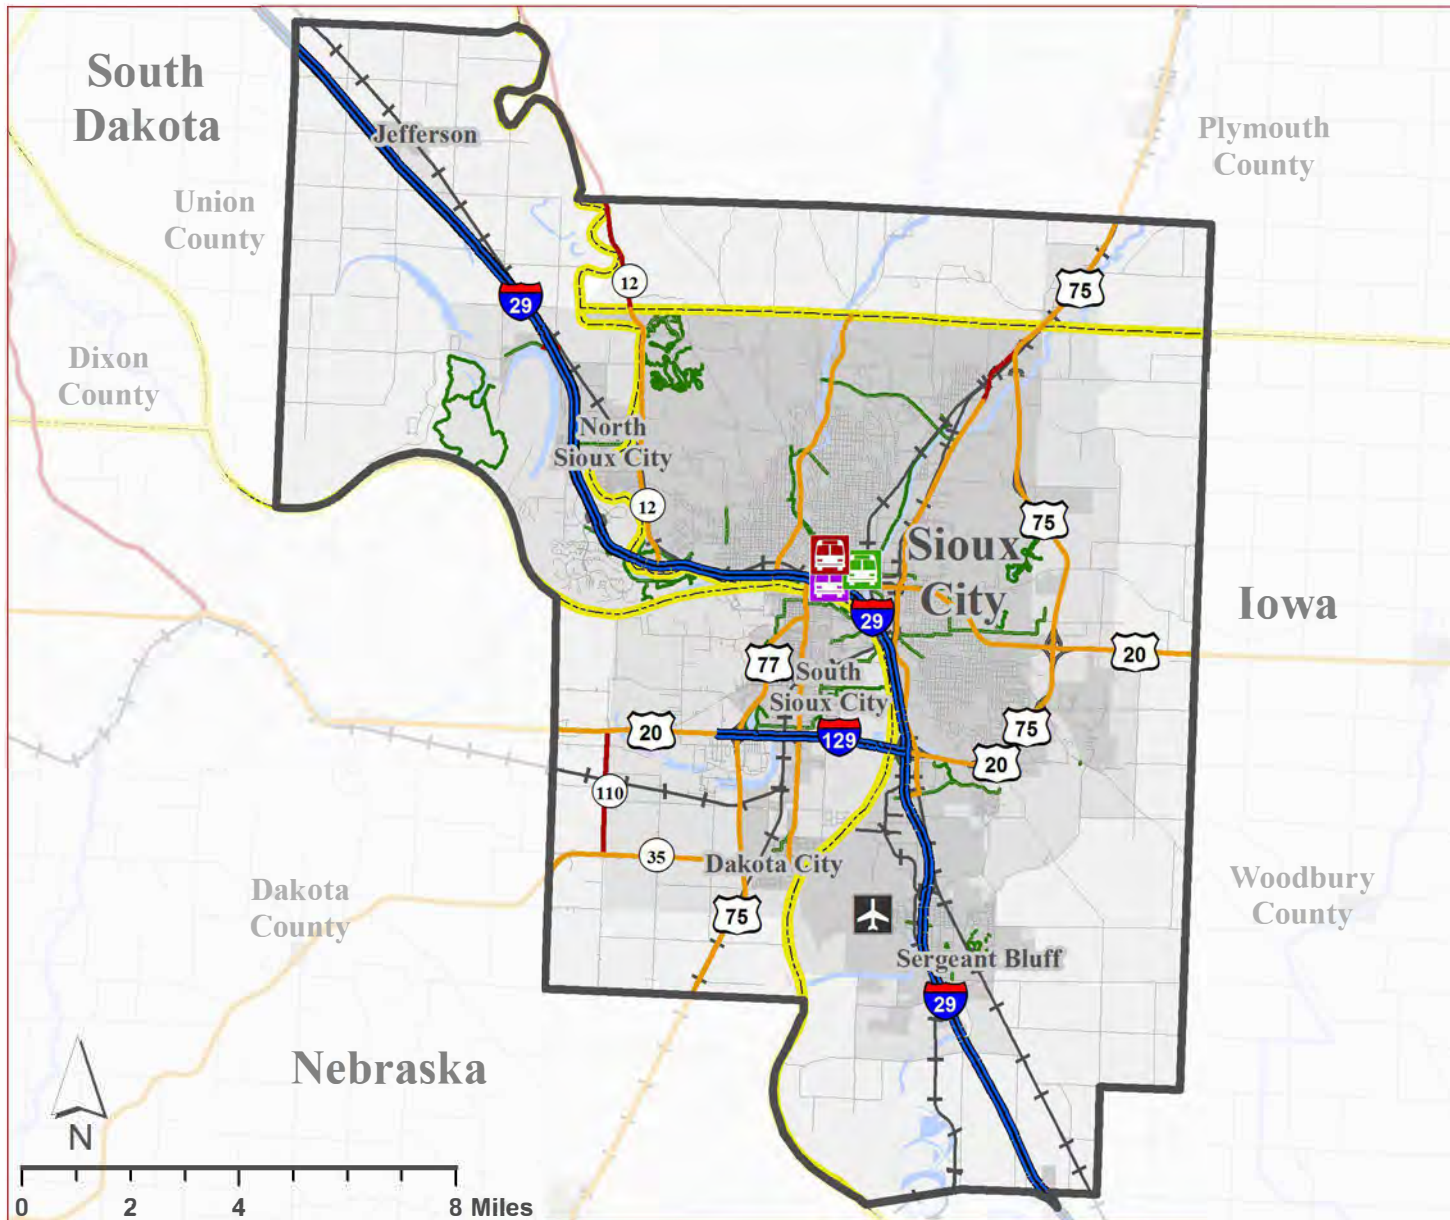 South
Dakota
Jefferson
Plymouth
County
Union
County
12
75
29
Dixon
County
North
Sioux City
12
75
Sioux
City
Iowa
29
77
20
South
Sioux City
20
129
75
20
110
35
Dakota City
Dakota
County
75
Woodbury
County
Sergeant Bluff
29
Nebraska
N
0 2 4 8 Miles